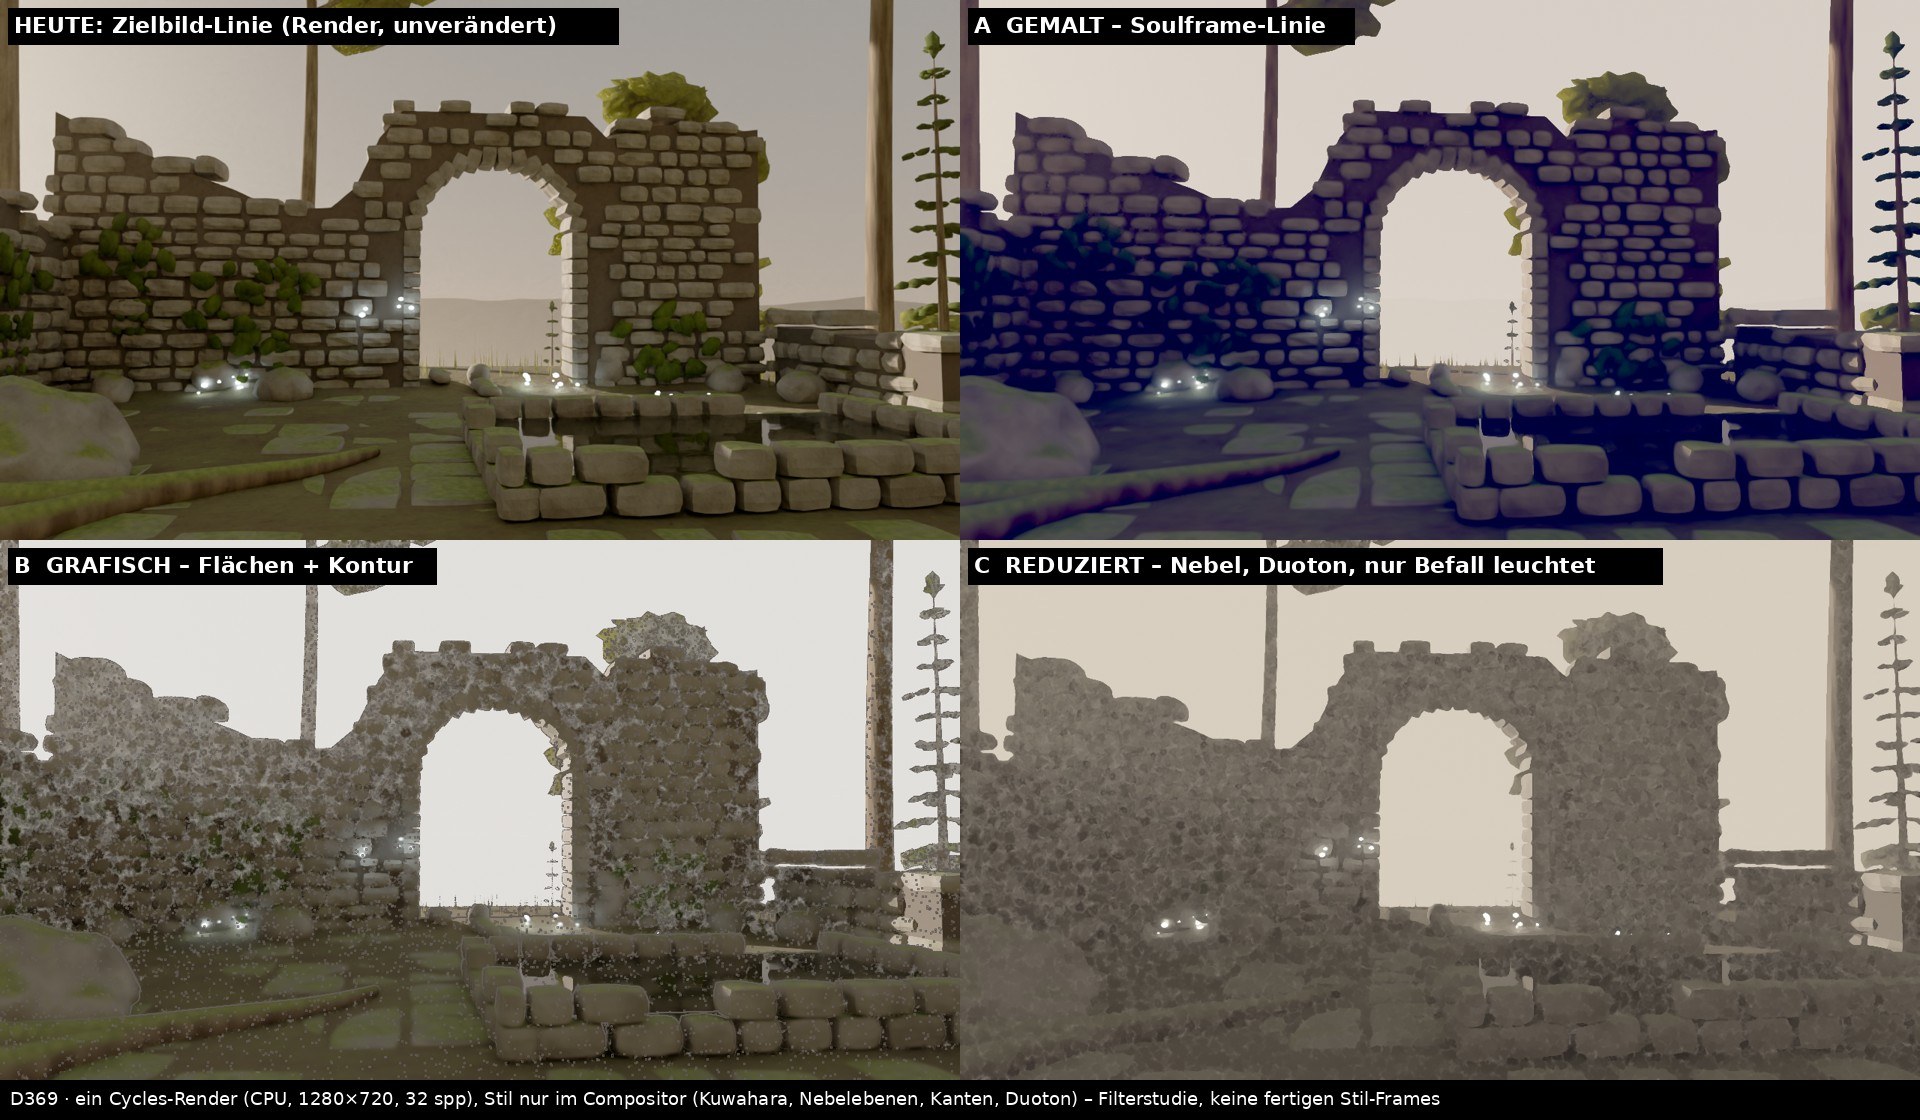 HEUTE: Zielbild-Linie (Render, unverändert)
A  GEMALT – Soulframe-Linie
B  GRAFISCH – Flächen + Kontur
C  REDUZIERT – Nebel, Duoton, nur Befall leuchtet
D369 · ein Cycles-Render (CPU, 1280×720, 32 spp), Stil nur im Compositor (Kuwahara, Nebelebenen, Kanten, Duoton) – Filterstudie, keine fertigen Stil-Frames